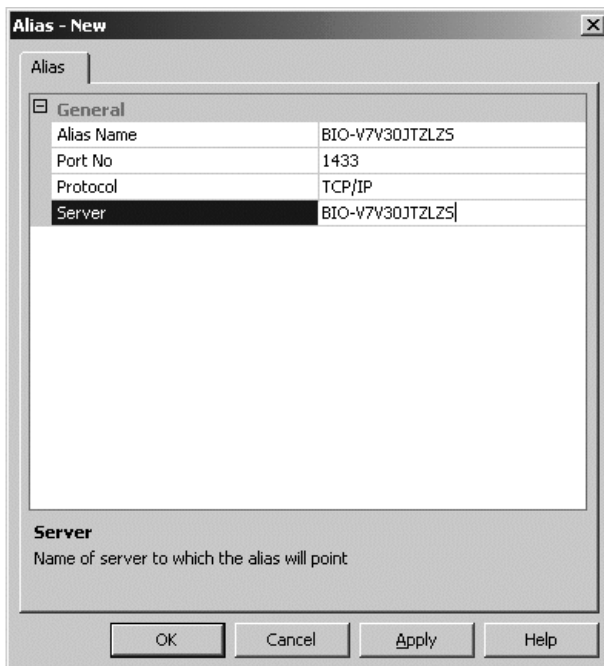 Alias - New
Alias
General
Alias Name BIO-V7V30JTZLZS
Port No 1433
Protocol TCP/IP
Server BIO-V7V30JTZLZS
Server
Name of server to which the alias will point
OK Cancel Apply Help